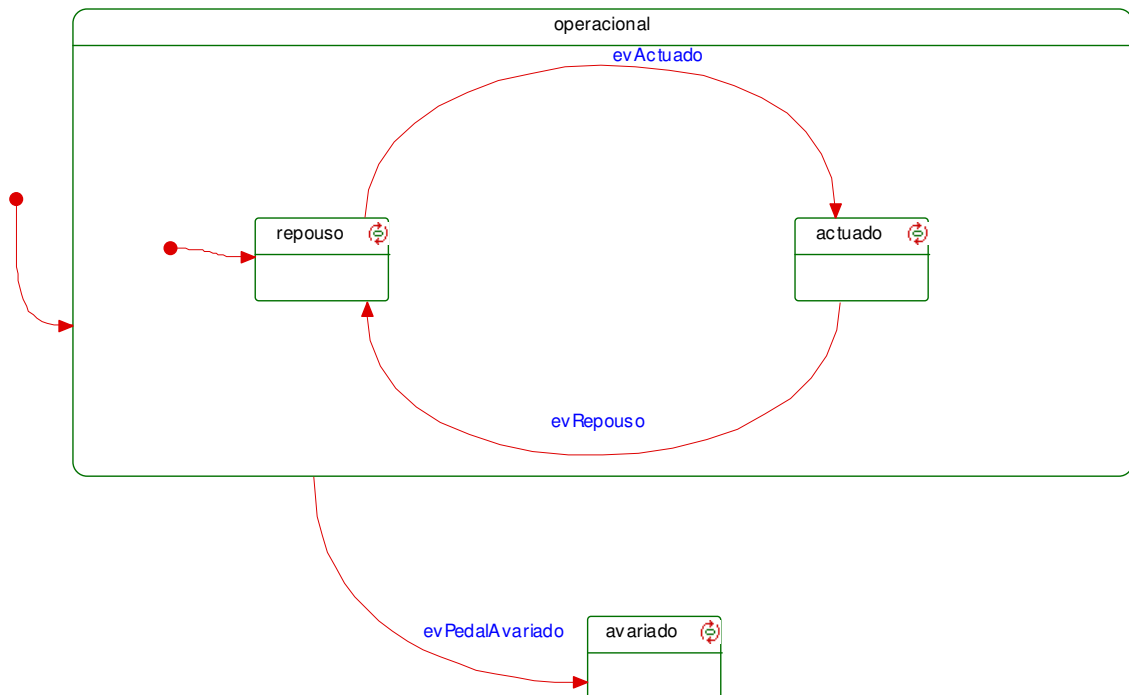 operacional
evActuado
repouso
actuado
evRepouso
evPedalAvariado
avariado